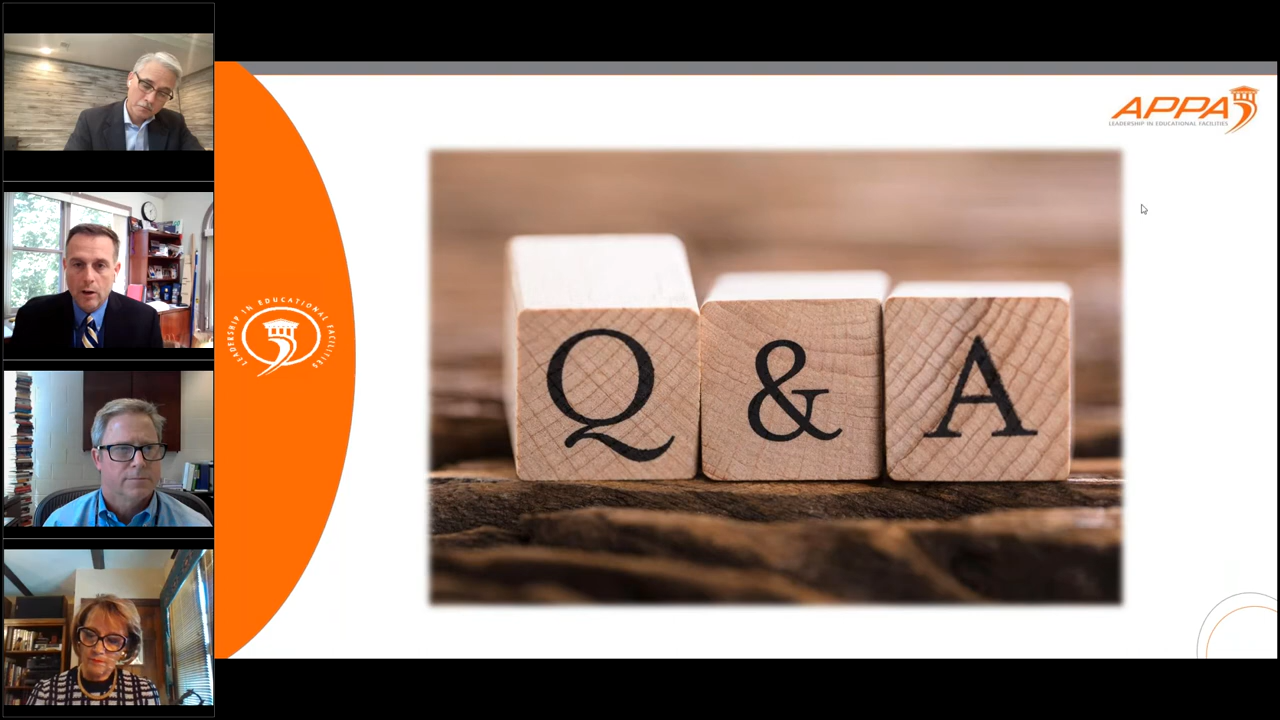 APPA
LEADERSHIP IN EDUCATIONAL FACILITIES
LEADERSHIP IN EDUCATIONAL FACILITIES
Q & A